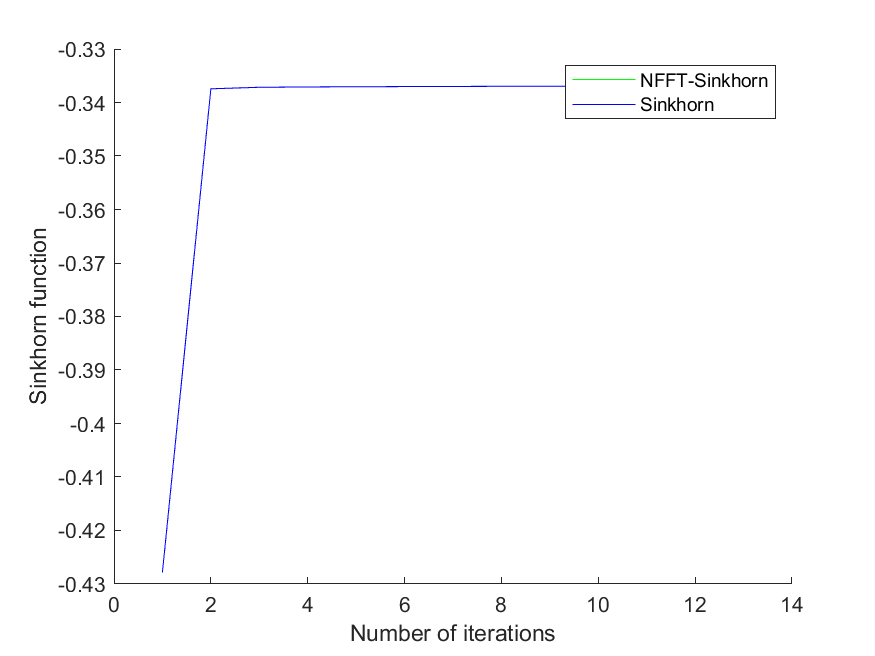 -0.33
-0.34
-0.35
-0.36
-0.37
-0.38
-0.39
-0.4
-0.41
-0.42
-0.43
Sinkhorn function
NFFT-Sinkhorn
Sinkhorn
0 2 4 6 8 10 12 14
Number of iterations